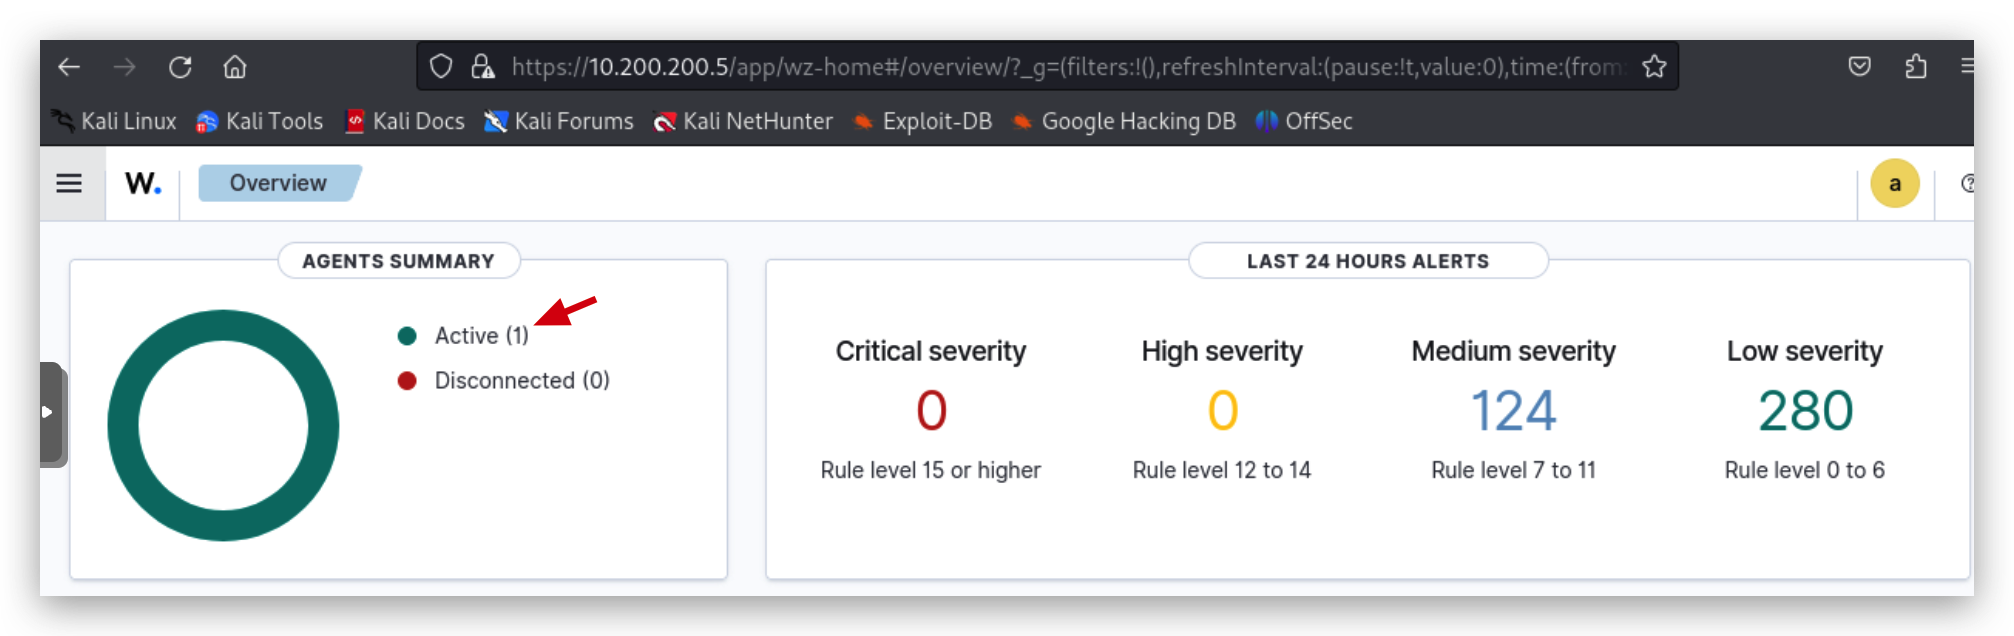 https://10.200.200.5/app/wz-home#/overview/?_g=(filters:!(),refreshInterval:(pause:!t,value:0),time:(from:
Kali Linux Kali Tools Kali Docs Kali Forums Kali NetHunter Exploit-DB Google Hacking DB OffSec
W. Overview a
AGENTS SUMMARY
Active (1)
Disconnected (0)
LAST 24 HOURS ALERTS
Critical severity High severity Medium severity Low severity
0 0 124 280
Rule level 15 or higher Rule level 12 to 14 Rule level 7 to 11 Rule level 0 to 6